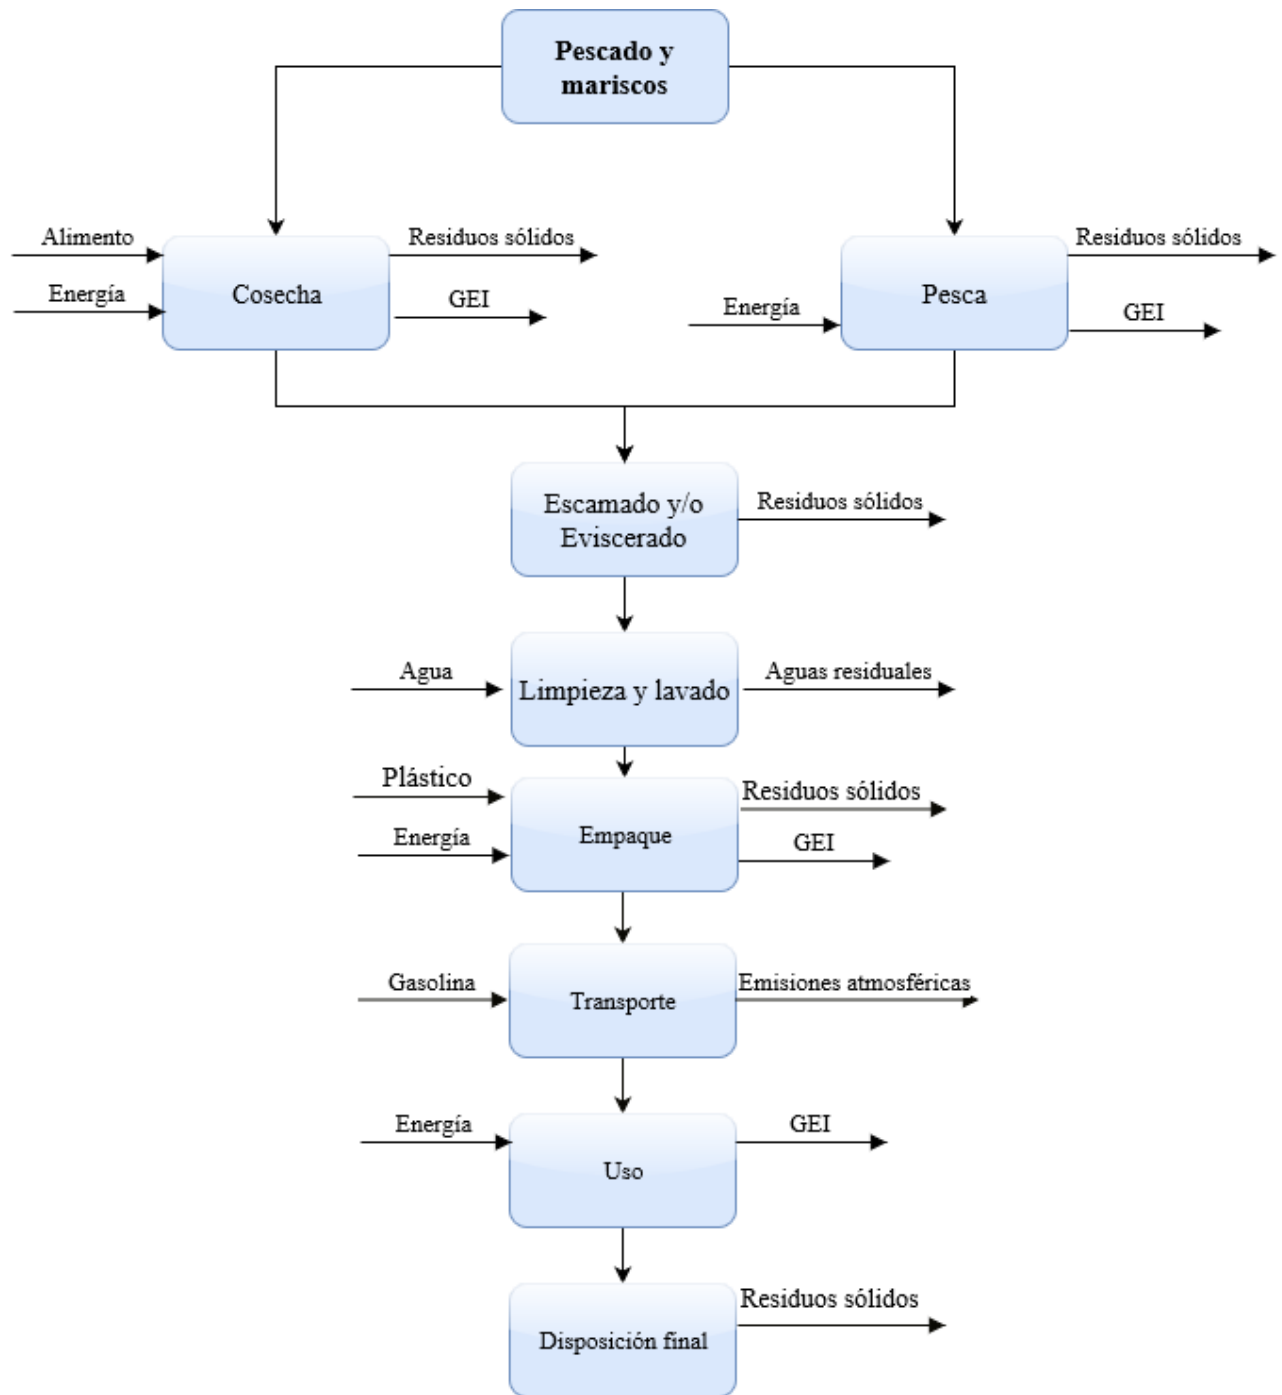 Pescado y
mariscos
Alimento
Residuos sólidos
Residuos sólidos
Energía
Cosecha
GEI
Energía
Pesca
GEI
Escamado y/o
Eviscerado
Residuos sólidos
Agua
Limpieza y lavado
Aguas residuales
Plástico
Residuos sólidos
Energía
Empaque
GEI
Gasolina
Transporte
Emisiones atmosféricas
Energía
Uso
GEI
Residuos sólidos
Disposición final